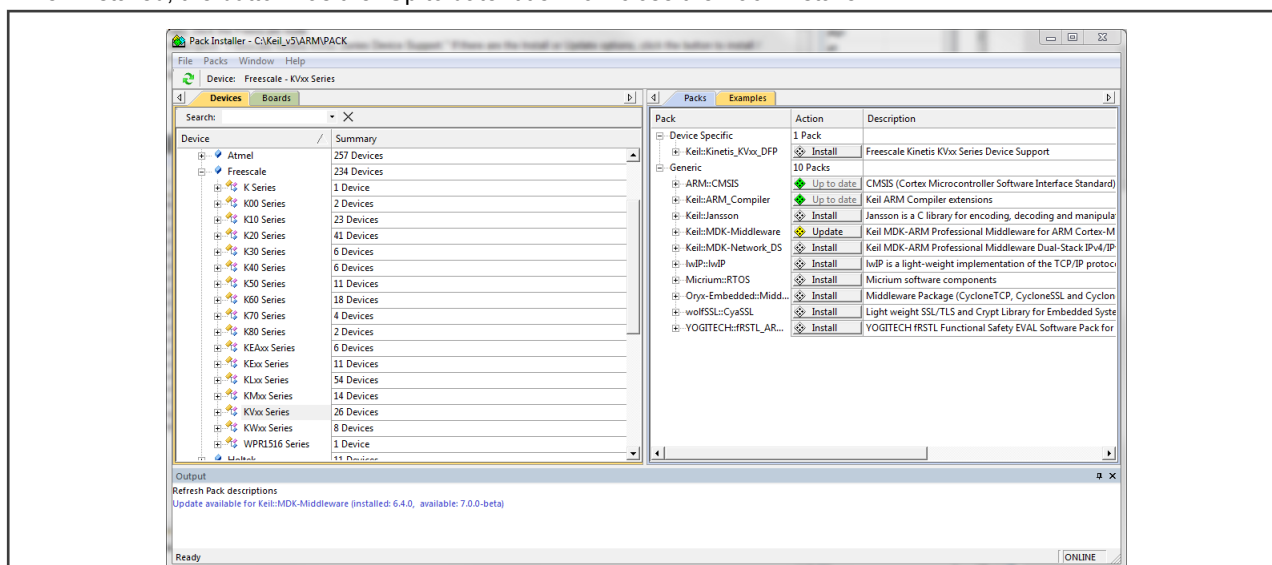 Pack Installer - C:\Keil_v5\ARM\PACK
File Packs Window Help
Device: Freescale - KVxx Series
Devices Boards
Search:
Device / Summary
Atmel 257 Devices
Freescale 234 Devices
K Series 1 Device
K00 Series 2 Devices
K10 Series 23 Devices
K20 Series 41 Devices
K30 Series 6 Devices
K40 Series 6 Devices
K50 Series 11 Devices
K60 Series 18 Devices
K70 Series 4 Devices
K80 Series 2 Devices
KEAxx Series 6 Devices
KExx Series 11 Devices
KLxx Series 54 Devices
KMxx Series 14 Devices
KVxx Series 26 Devices
KWxx Series 8 Devices
WPR1516 Series 1 Device
Holtek 11 Devices
Packs Examples
Pack Action Description
Device Specific 1 Pack
Keil::Kinetis_KVxx_DFP Install Freescale Kinetis KVxx Series Device Support
Generic 10 Packs
ARM::CMSIS Up to date CMSIS (Cortex Microcontroller Software Interface Standard)
Keil::ARM_Compiler Up to date Keil ARM Compiler extensions
Keil::Jansson Install Jansson is a C library for encoding, decoding and manipula
Keil::MDK-Middleware Update Keil MDK-ARM Professional Middleware for ARM Cortex-M
Keil::MDK-Network_DS Install Keil MDK-ARM Professional Middleware Dual-Stack IPv4/IP
lwIP::lwIP Install lwIP is a light-weight implementation of the TCP/IP protoc
Micrium::RTOS Install Micrium software components
Oryx-Embedded::Midd... Install Middleware Package (CycloneTCP, CycloneSSL and Cyclon
wolfSSL::CyaSSL Install Light weight SSL/TLS and Crypt Library for Embedded Syste
YOGITECH::fRSTL_AR... Install YOGITECH fRSTL Functional Safety EVAL Software Pack for
Output
Refresh Pack descriptions
Update available for Keil::MDK-Middleware (installed: 6.4.0, available: 7.0.0-beta)
Ready ONLINE